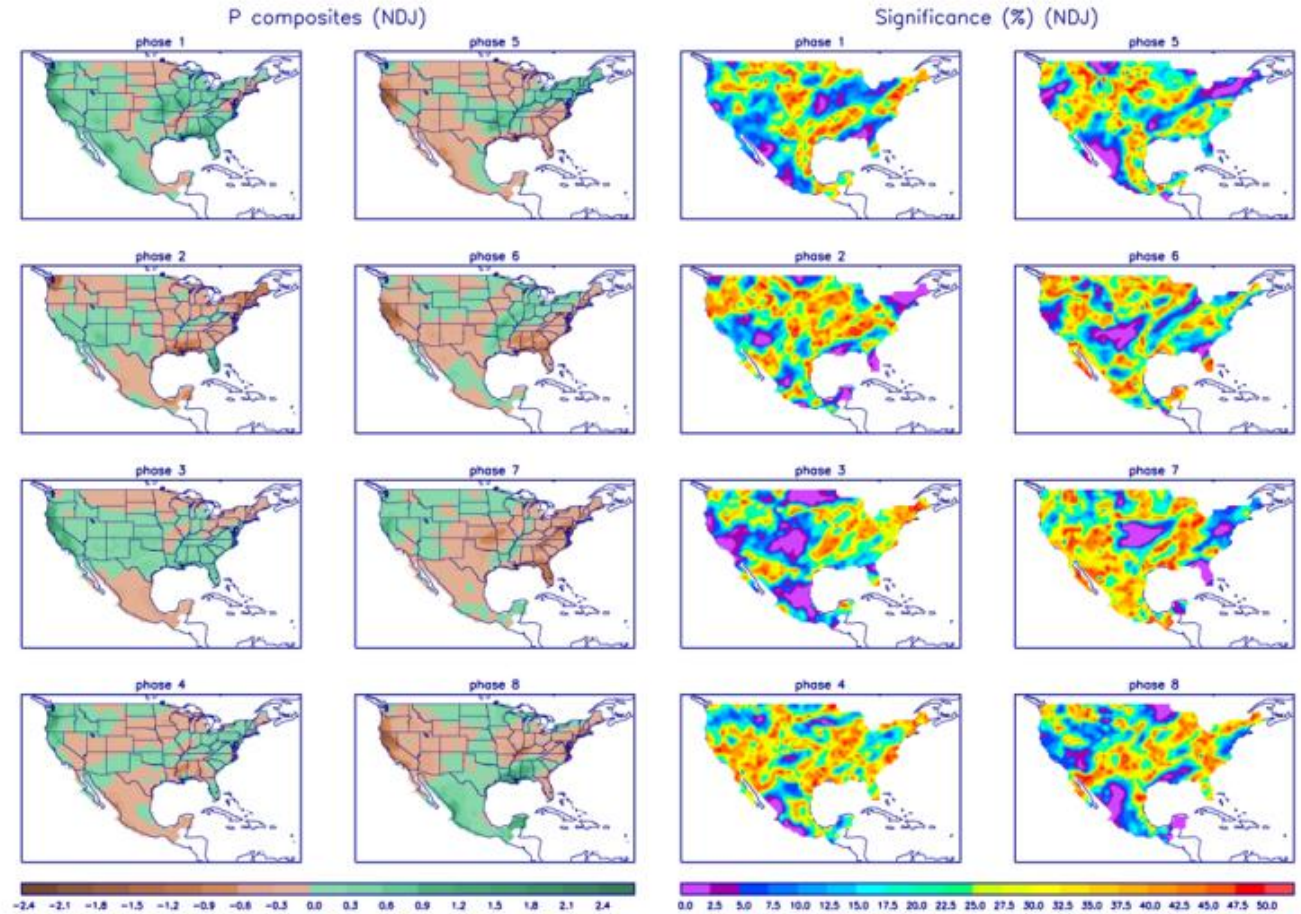 P composites (NDJ)
Significance (%) (NDJ)
phase 1
phase 5
phase 1
phase 5
phase 2
phase 6
phase 2
phase 6
phase 3
phase 7
phase 3
phase 7
phase 4
phase 8
phase 4
phase 8
−2.4 −2.1 −1.8 −1.5 −1.2 −0.9 −0.6 −0.3 0.0 0.3 0.6 0.9 1.2 1.5 1.8 2.1 2.4
0.0 2.5 5.0 7.5 10.0 12.5 15.0 17.5 20.0 22.5 25.0 27.5 30.0 32.5 35.0 37.5 40.0 42.5 45.0 47.5 50.0